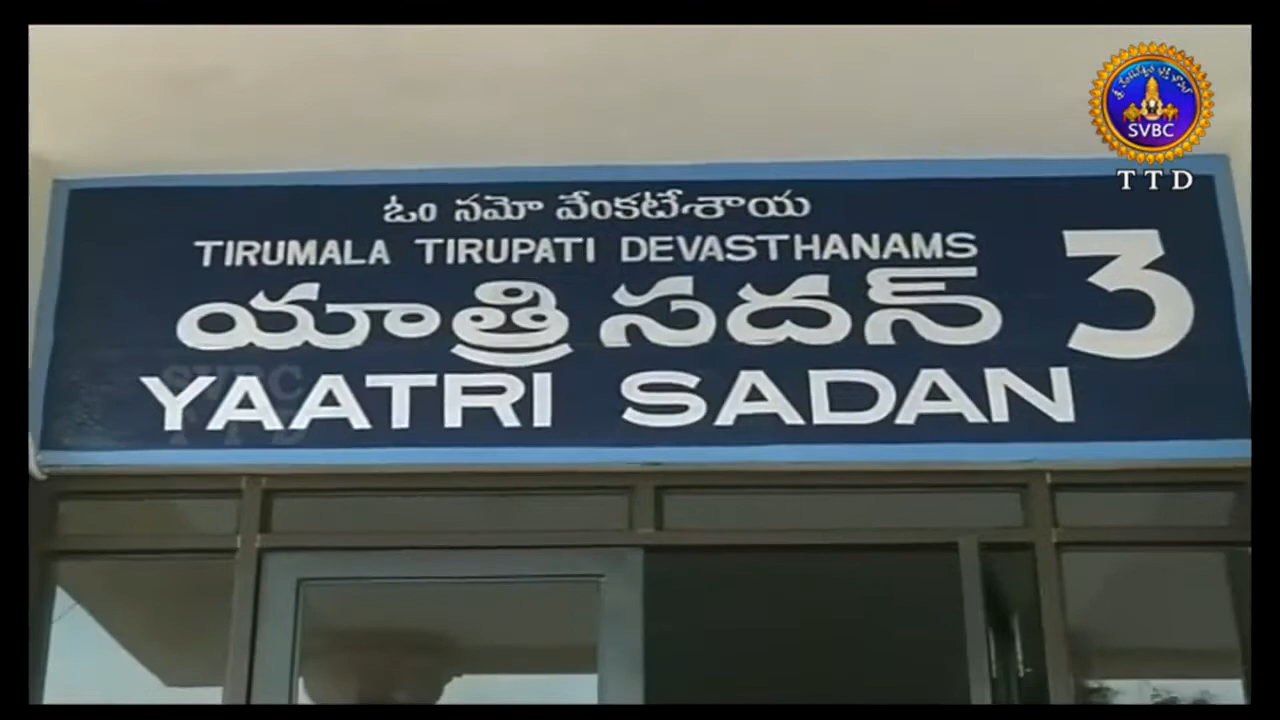 ఓం నమో వేంకటేశాయ
TIRUMALA TIRUPATI DEVASTHANAMS
యాత్రి సదన్ 3
YAATRI SADAN
SVBC
TTD